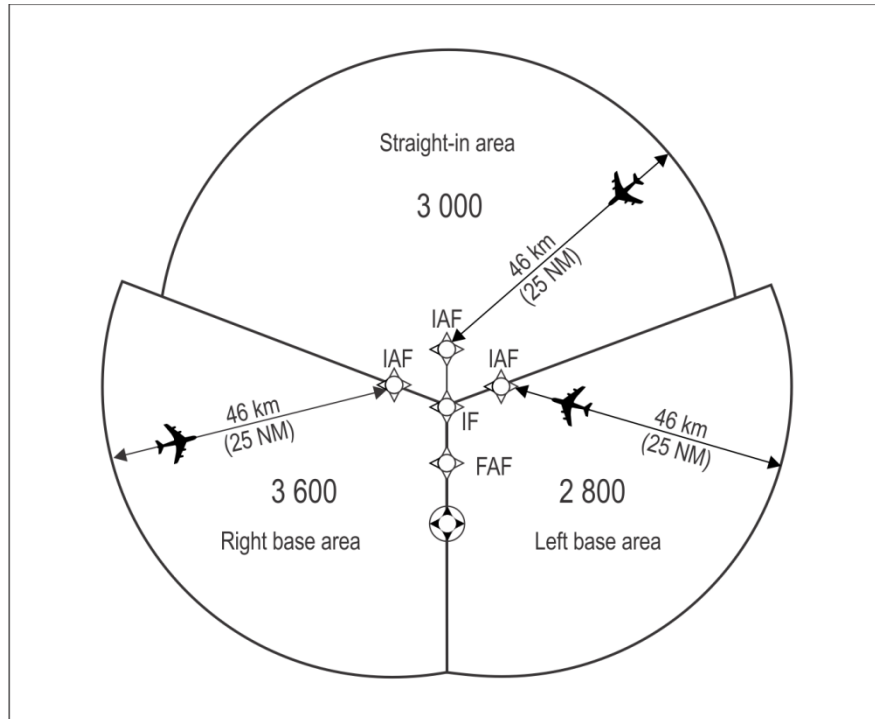 Straight-in area
3 000
46 km
(25 NM)
IAF
IAF
IAF
46 km
(25 NM)
IF
46 km
(25 NM)
FAF
3 600
2 800
Right base area
Left base area